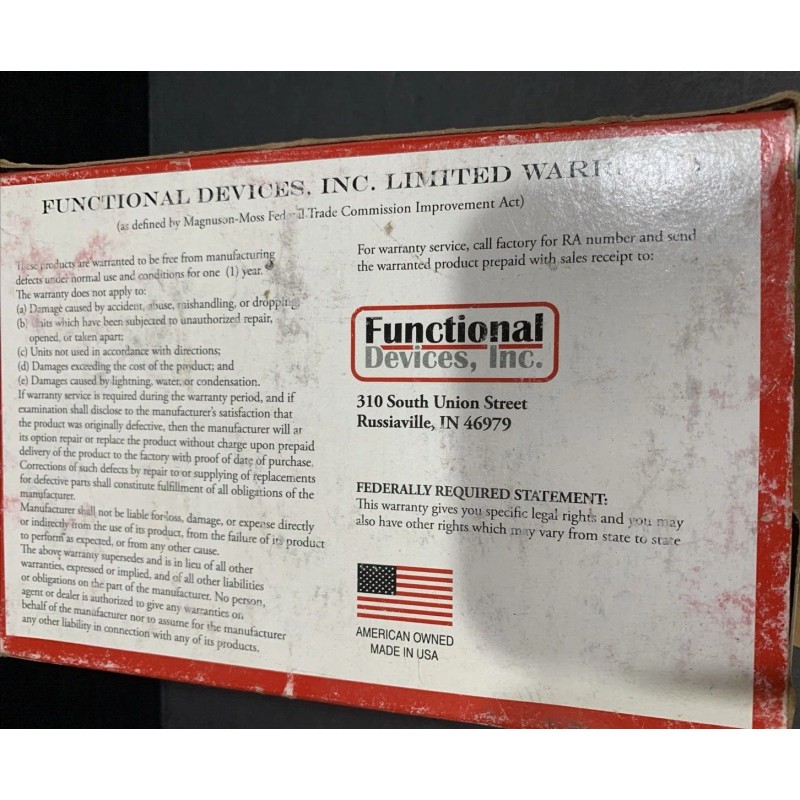 FUNCTIONAL DEVICES, INC. LIMITED
(as defined by Magnuson-Moss Trade Commission Improvement Act)
These products are warranted to be free from manufacturing
defects under normal use and conditions for one (1) year.
The warranty does not apply to:
(a) Damage caused by accident, abuse, mishandling, or dropping;
(b) Units which have been subjected to unauthorized repair,
opened, or taken apart;
(c) Units not used in accordance with directions;
(d) Damages exceeding the cost of the product; and
(e) Damages caused by lightning, water, or condensation.
If warranty service is required during the warranty period, and if
examination shall disclose to the manufacturer's satisfaction that
the product was originally defective, then the manufacturer will at
its option repair or replace the product without charge upon prepaid
delivery of the product to the factory with proof of date of purchase.
Corrections of such defects by repair to or supplying of replacements
for defective parts shall constitute fulfillment of all obligations of the
manufacturer.
Manufacturer shall not be liable for loss, damage, or expense directly
or indirectly from the use of its product, from the failure of its product
to perform as expected, or from any other cause.
The above warranty supersedes and is in lieu of all other
warranties, expressed or implied, and of all other liabilities
or obligations on the part of the manufacturer. No person,
agent or dealer is authorized to give any warranties on
behalf of the manufacturer nor to assume for the manufacturer
any other liability in connection with any of its products.
For warranty service, call factory for RA number and send
the warranted product prepaid with sales receipt to:
Functional
Devices, Inc.
310 South Union Street
Russiaville, IN 46979
FEDERALLY REQUIRED STATEMENT:
This warranty gives you specific legal rights and you may
also have other rights which may vary from state to state
AMERICAN OWNED
MADE IN USA